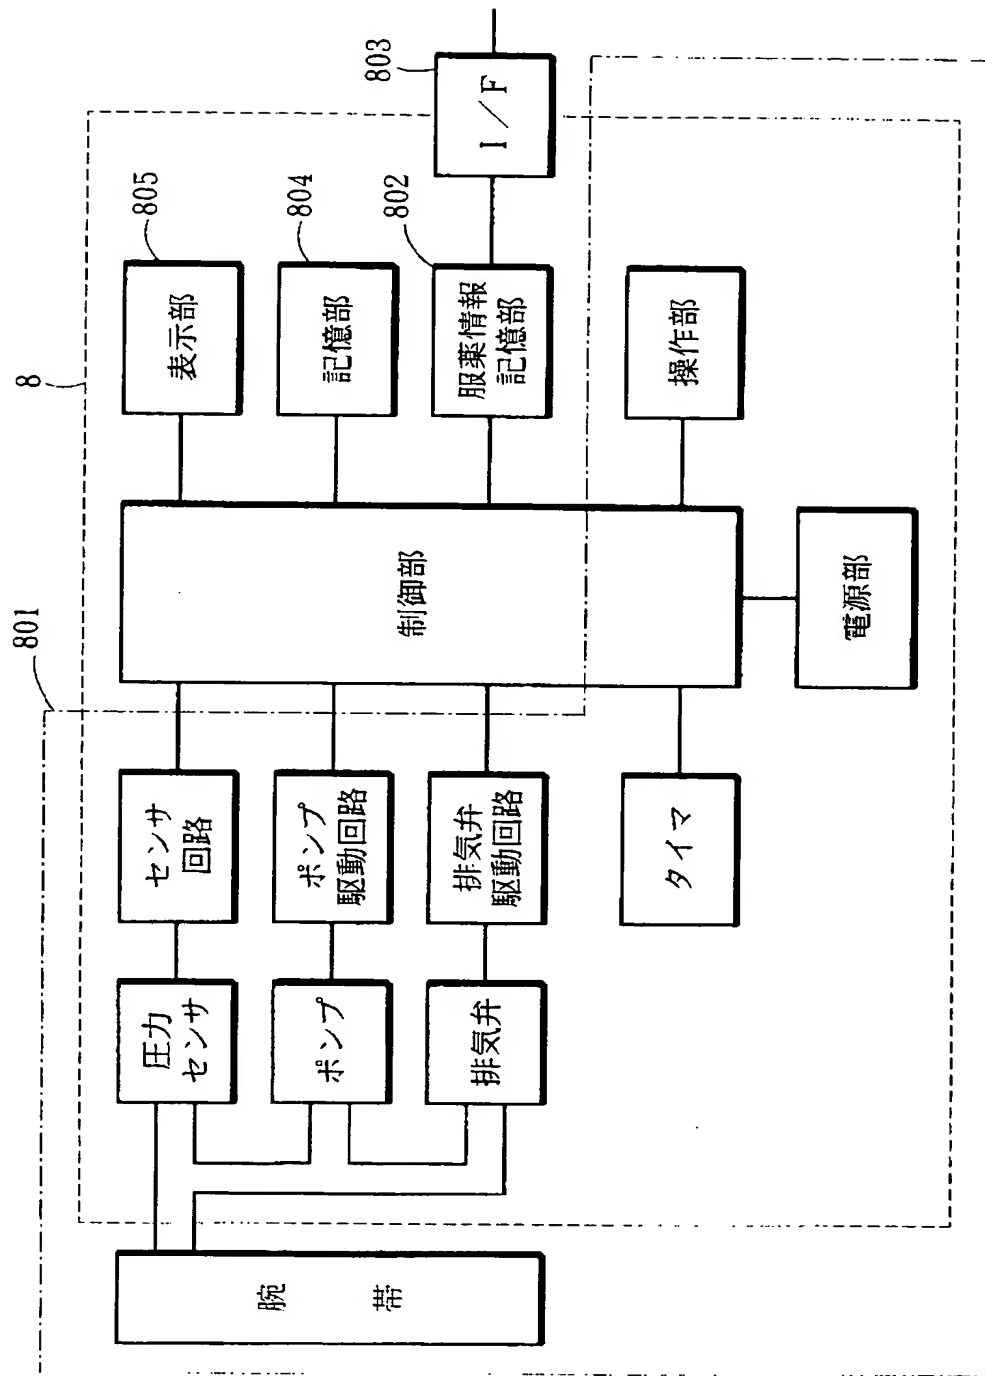 801
8
腕帯
圧力
センサ
センサ
回路
ポンプ
ポンプ
駆動回路
排気弁
排気弁
駆動回路
タイマ
制御部
電源部
表示部
805
記憶部
804
服薬情報
記憶部
802
I/F
803
操作部